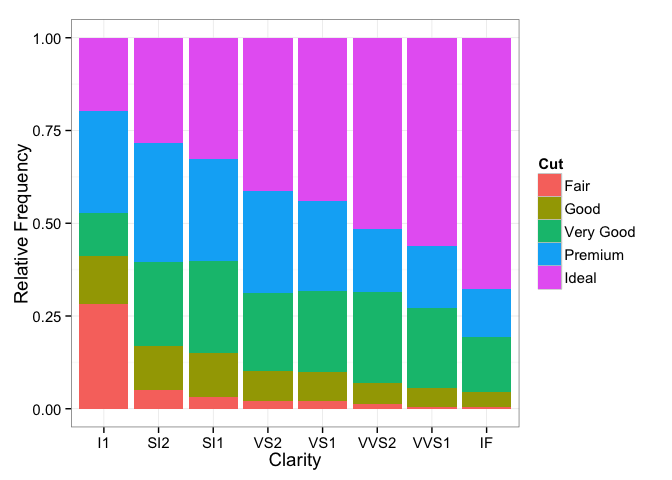 1.00
0.75
0.50
0.25
0.00
Relative Frequency
I1 SI2 SI1 VS2 VS1 VVS2 VVS1 IF
Clarity
Cut
Fair
Good
Very Good
Premium
Ideal